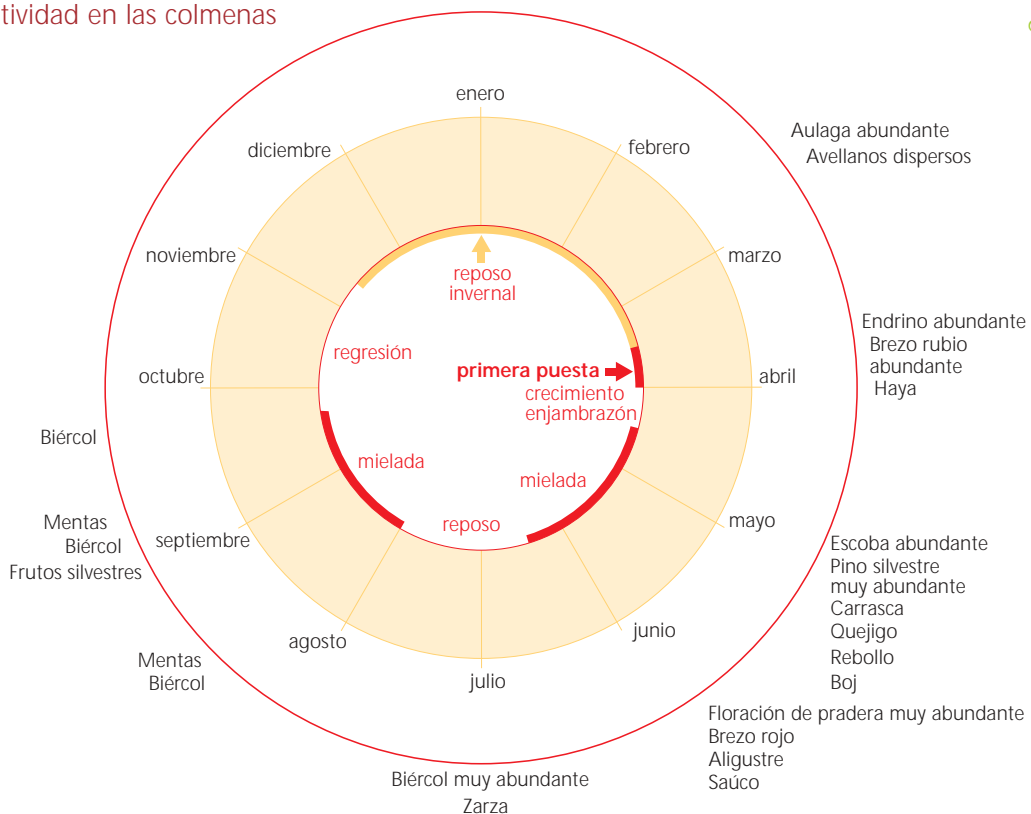 tividad en las colmenas
enero
febrero
marzo
abril
mayo
junio
julio
agosto
septiembre
octubre
noviembre
diciembre
reposo
invernal
primera puesta
crecimiento
enjambrazón
mielada
reposo
mielada
regresión
Aulaga abundante
Avellanos dispersos
Endrino abundante
Brezo rubio
abundante
Haya
Escoba abundante
Pino silvestre
muy abundante
Carrasca
Quejigo
Rebollo
Boj
Floración de pradera muy abundante
Brezo rojo
Aligustre
Saúco
Biércol muy abundante
Zarza
Mentas
Biércol
Mentas
Biércol
Frutos silvestres
Biércol